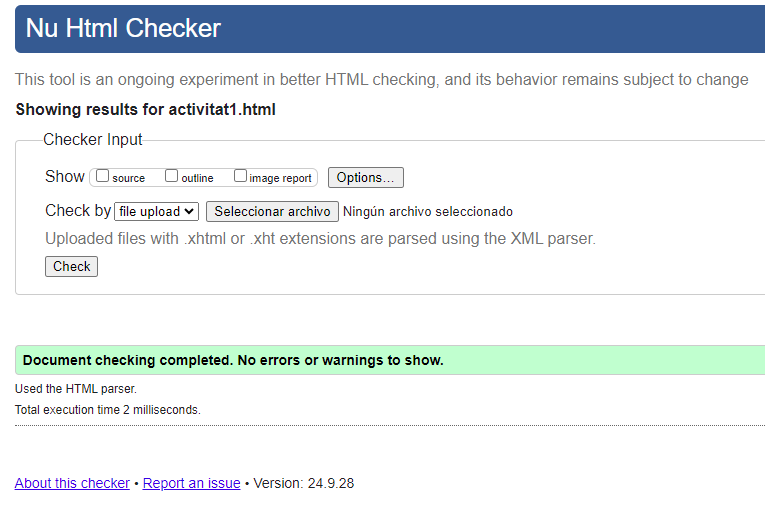 Nu Html Checker
This tool is an ongoing experiment in better HTML checking, and its behavior remains subject to change
Showing results for activitat1.html
Checker Input
Show source outline image report Options...
Check by file upload Seleccionar archivo Ningún archivo seleccionado
Uploaded files with .xhtml or .xht extensions are parsed using the XML parser.
Check
Document checking completed. No errors or warnings to show.
Used the HTML parser.
Total execution time 2 milliseconds.
About this checker • Report an issue • Version: 24.9.28